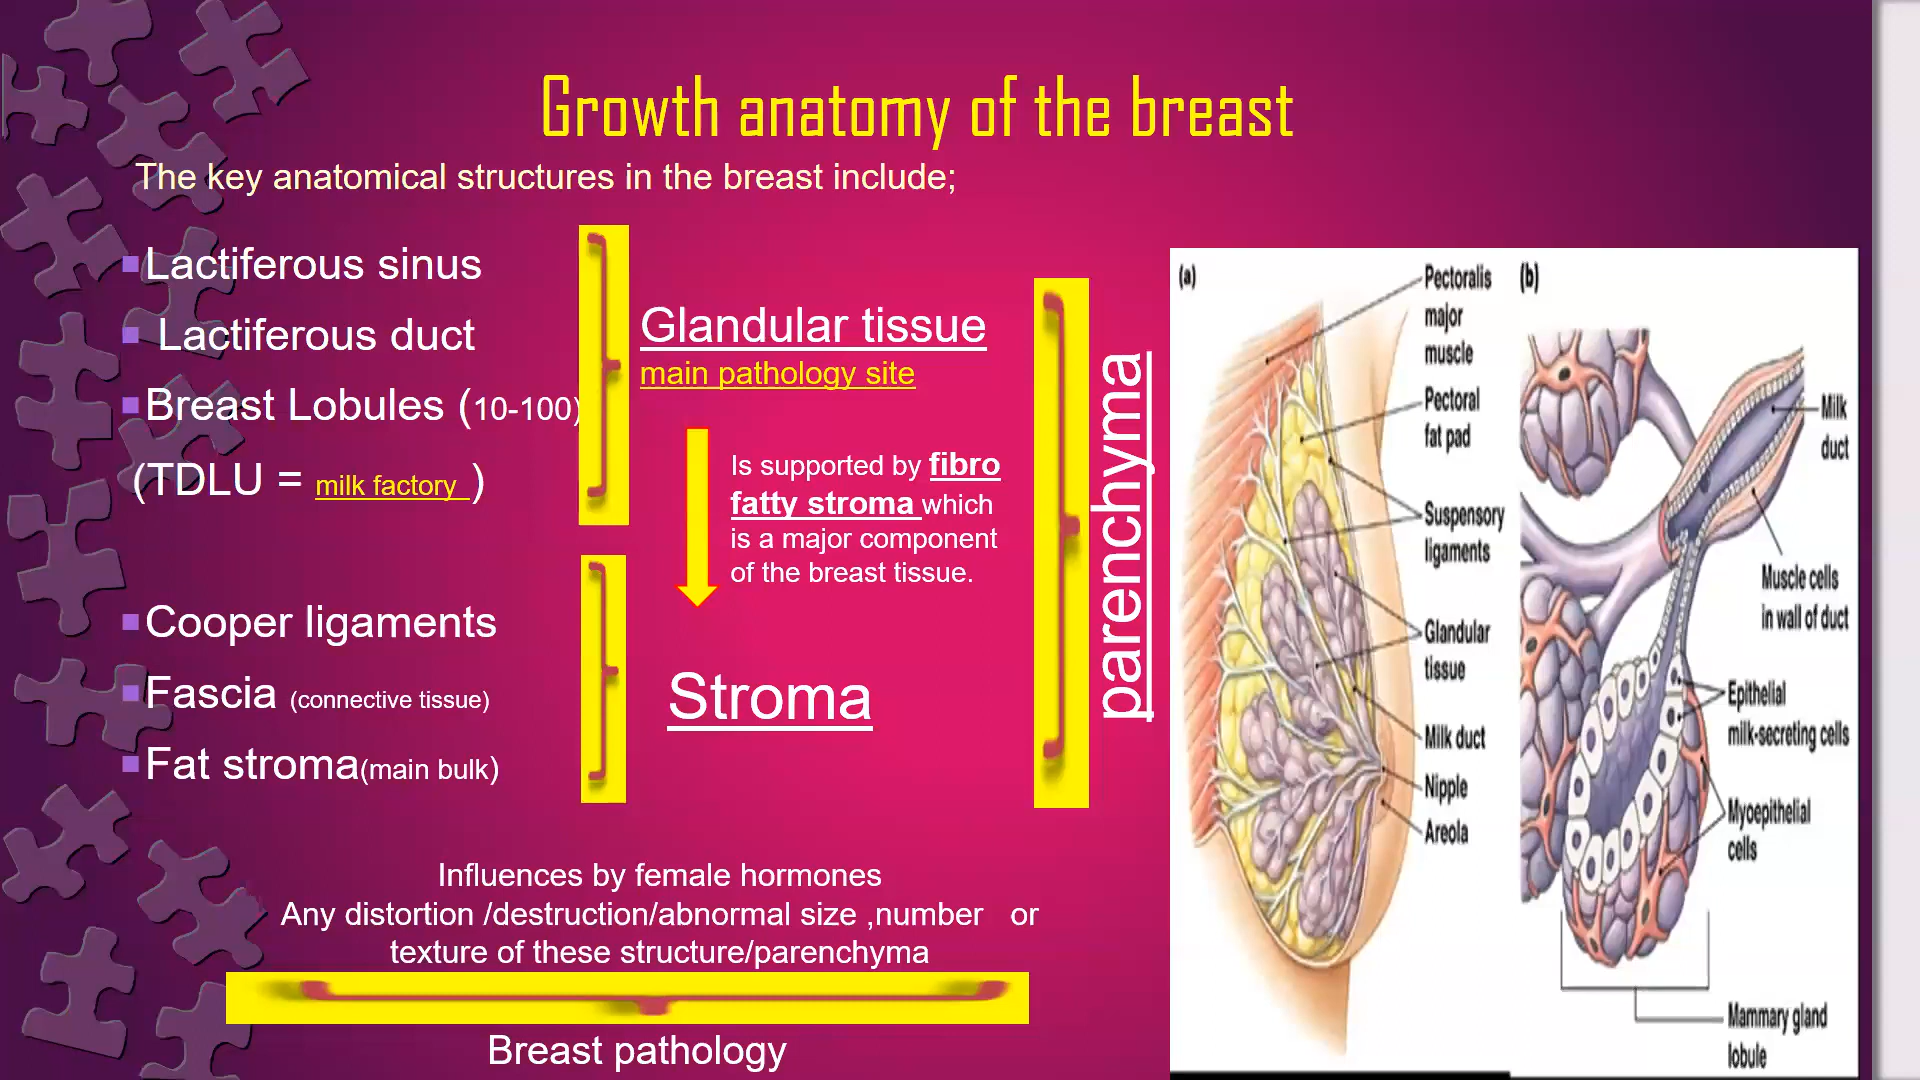 Growth anatomy of the breast
The key anatomical structures in the breast include;
Lactiferous sinus
Lactiferous duct
Breast Lobules (10-100)
(TDLU = milk factory )
Glandular tissue
main pathology site
Is supported by fibro
fatty stroma which
is a major component
of the breast tissue.
Cooper ligaments
Fascia (connective tissue)
Fat stroma(main bulk)
Stroma
parenchyma
Influences by female hormones
Any distortion /destruction/abnormal size ,number or
texture of these structure/parenchyma
Breast pathology
(a)
Pectoralis
major
muscle
Pectoral
fat pad
Suspensory
ligaments
Glandular
tissue
Milk duct
Nipple
Areola
(b)
Milk
duct
Muscle cells
in wall of duct
Epithelial
milk-secreting cells
Myoepithelial
cells
Mammary gland
lobule